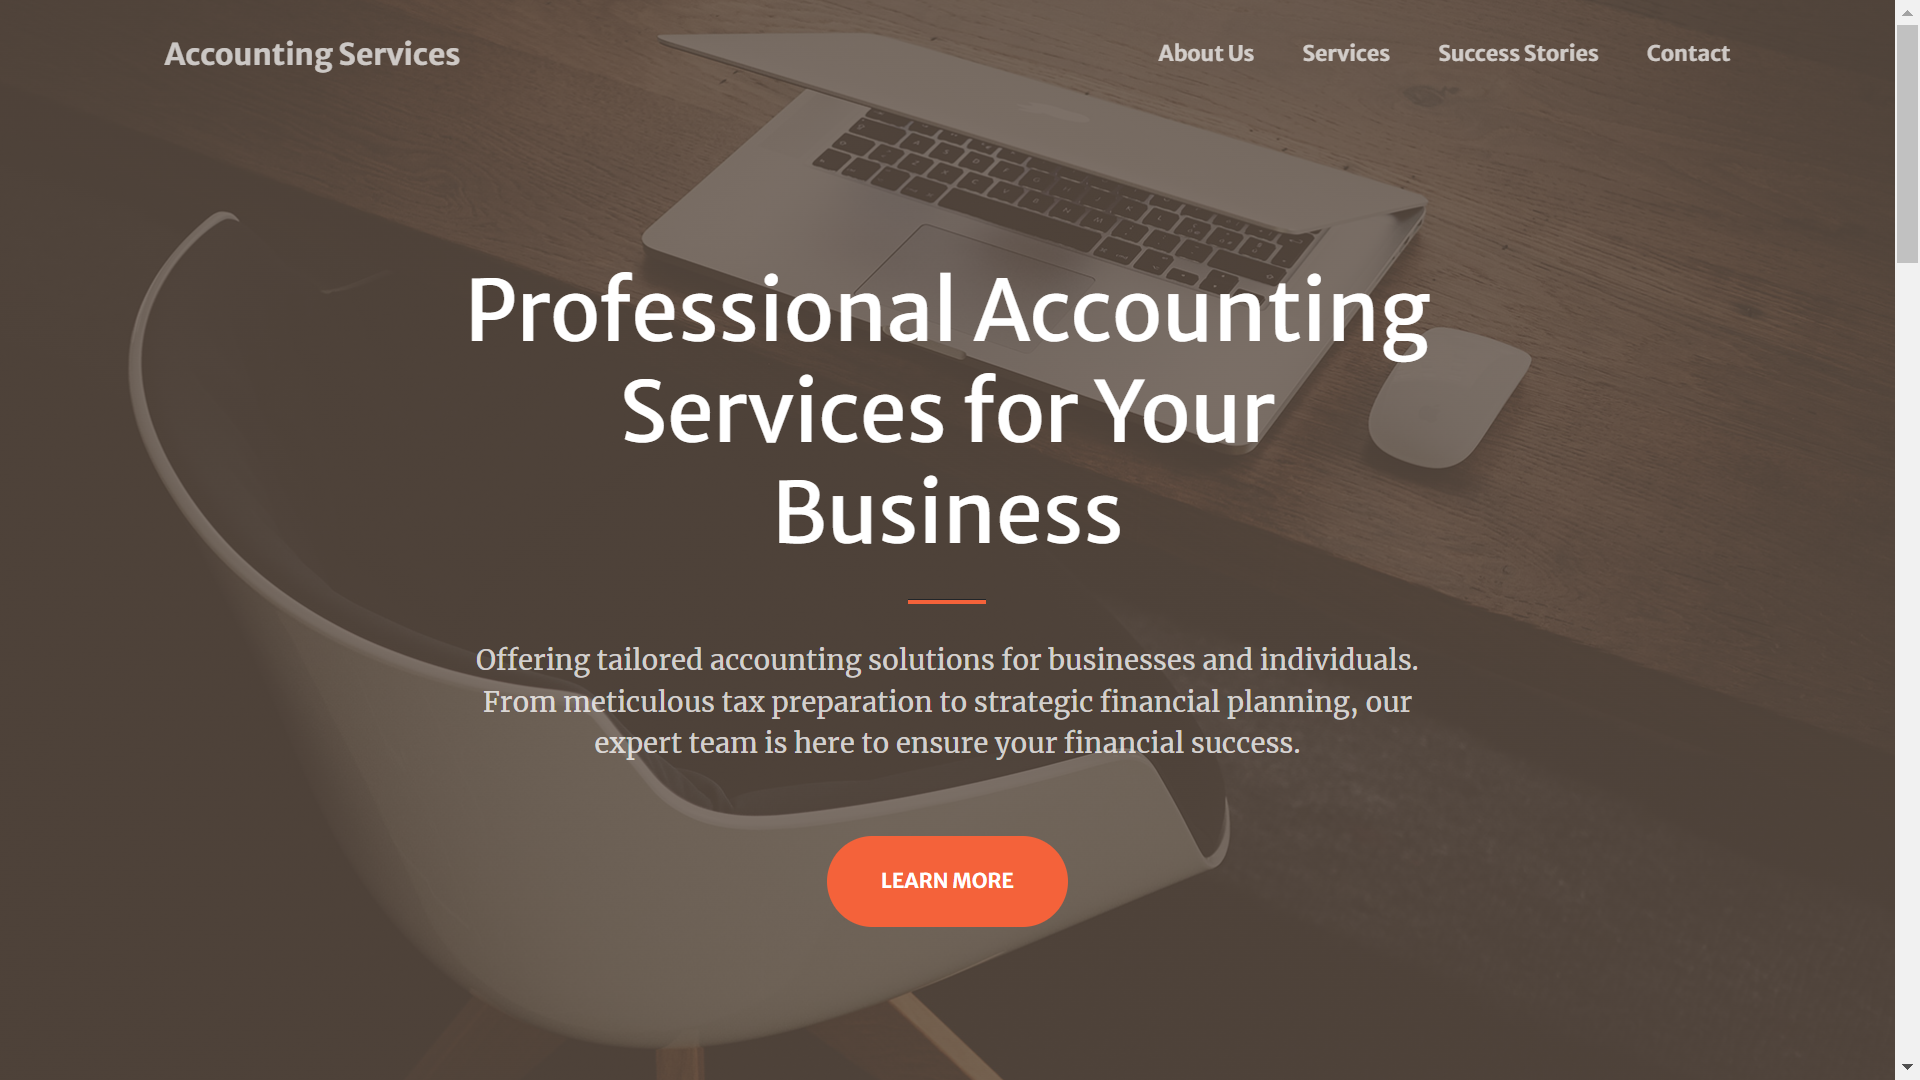 Accounting Services
About Us
Services
Success Stories
Contact
Professional Accounting
Services for Your
Business
Offering tailored accounting solutions for businesses and individuals.
From meticulous tax preparation to strategic financial planning, our
expert team is here to ensure your financial success.
LEARN MORE